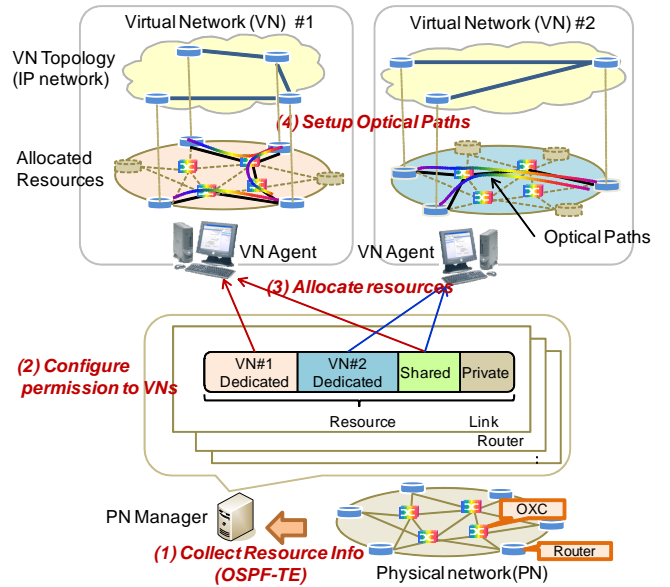 Virtual Network (VN) #1
Virtual Network (VN) #2
VN Topology
(IP network)
(4) Setup Optical Paths
Allocated
Resources
Optical Paths
VN Agent
VN Agent
(3) Allocate resources
(2) Configure
permission to VNs
VN#1
Dedicated
VN#2
Dedicated
Shared
Private
Resource
Link
Router
:
PN Manager
OXC
(1) Collect Resource Info
(OSPF-TE)
Router
Physical network(PN)